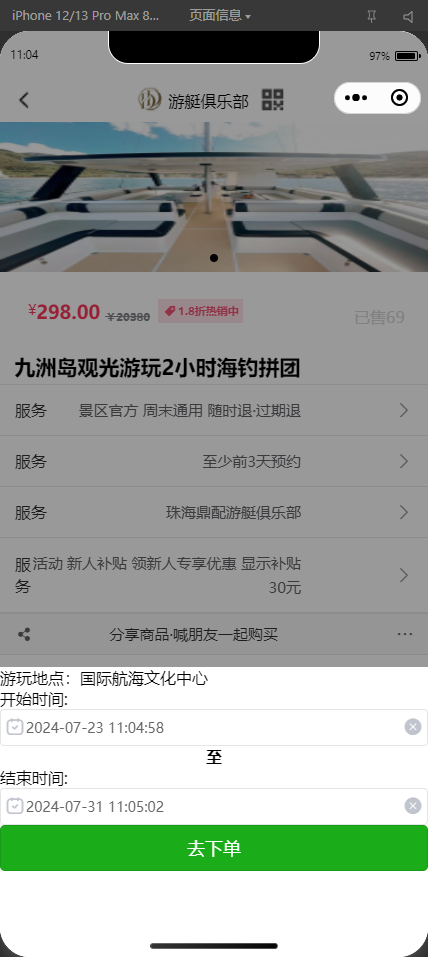 iPhone 12/13 Pro Max 8... 页面信息
11:04 97%
游艇俱乐部
¥298.00 ¥20380 1.8折热销中 已售69
九洲岛观光游玩2小时海钓拼团
服务 景区官方 周末通用 随时退·过期退
服务 至少前3天预约
服务 珠海鼎配游艇俱乐部
服务 活动 新人补贴 领新人专享优惠 显示补贴
30元
分享商品·喊朋友一起购买
游玩地点：国际航海文化中心
开始时间:
2024-07-23 11:04:58
至
结束时间:
2024-07-31 11:05:02
去下单